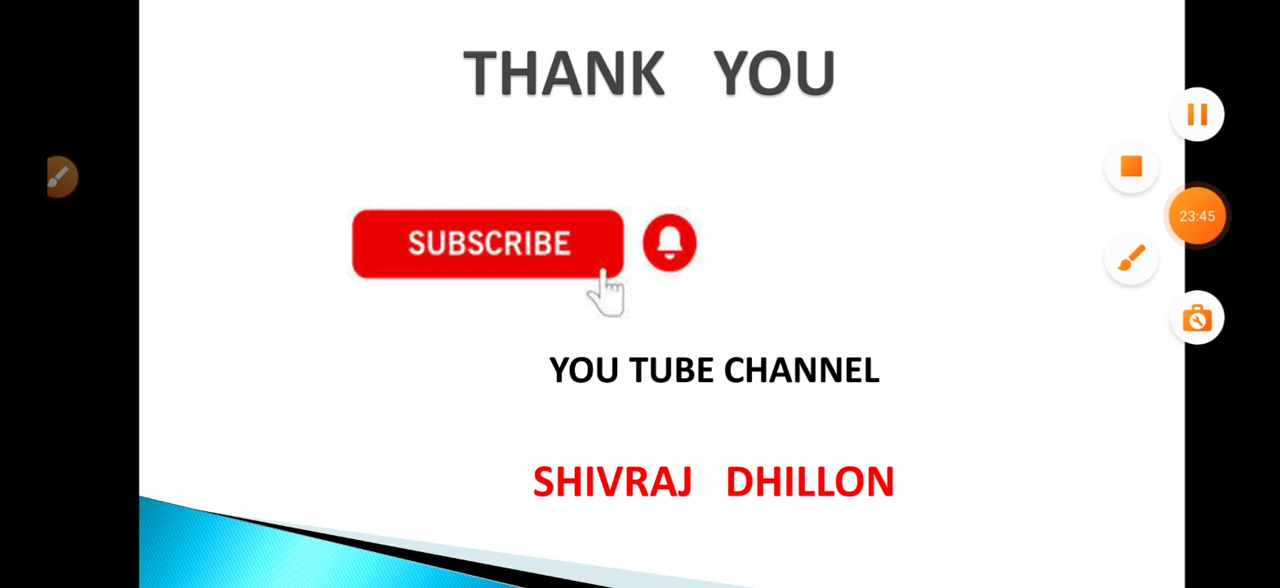 THANK YOU
SUBSCRIBE
23:45
YOU TUBE CHANNEL
SHIVRAJ DHILLON